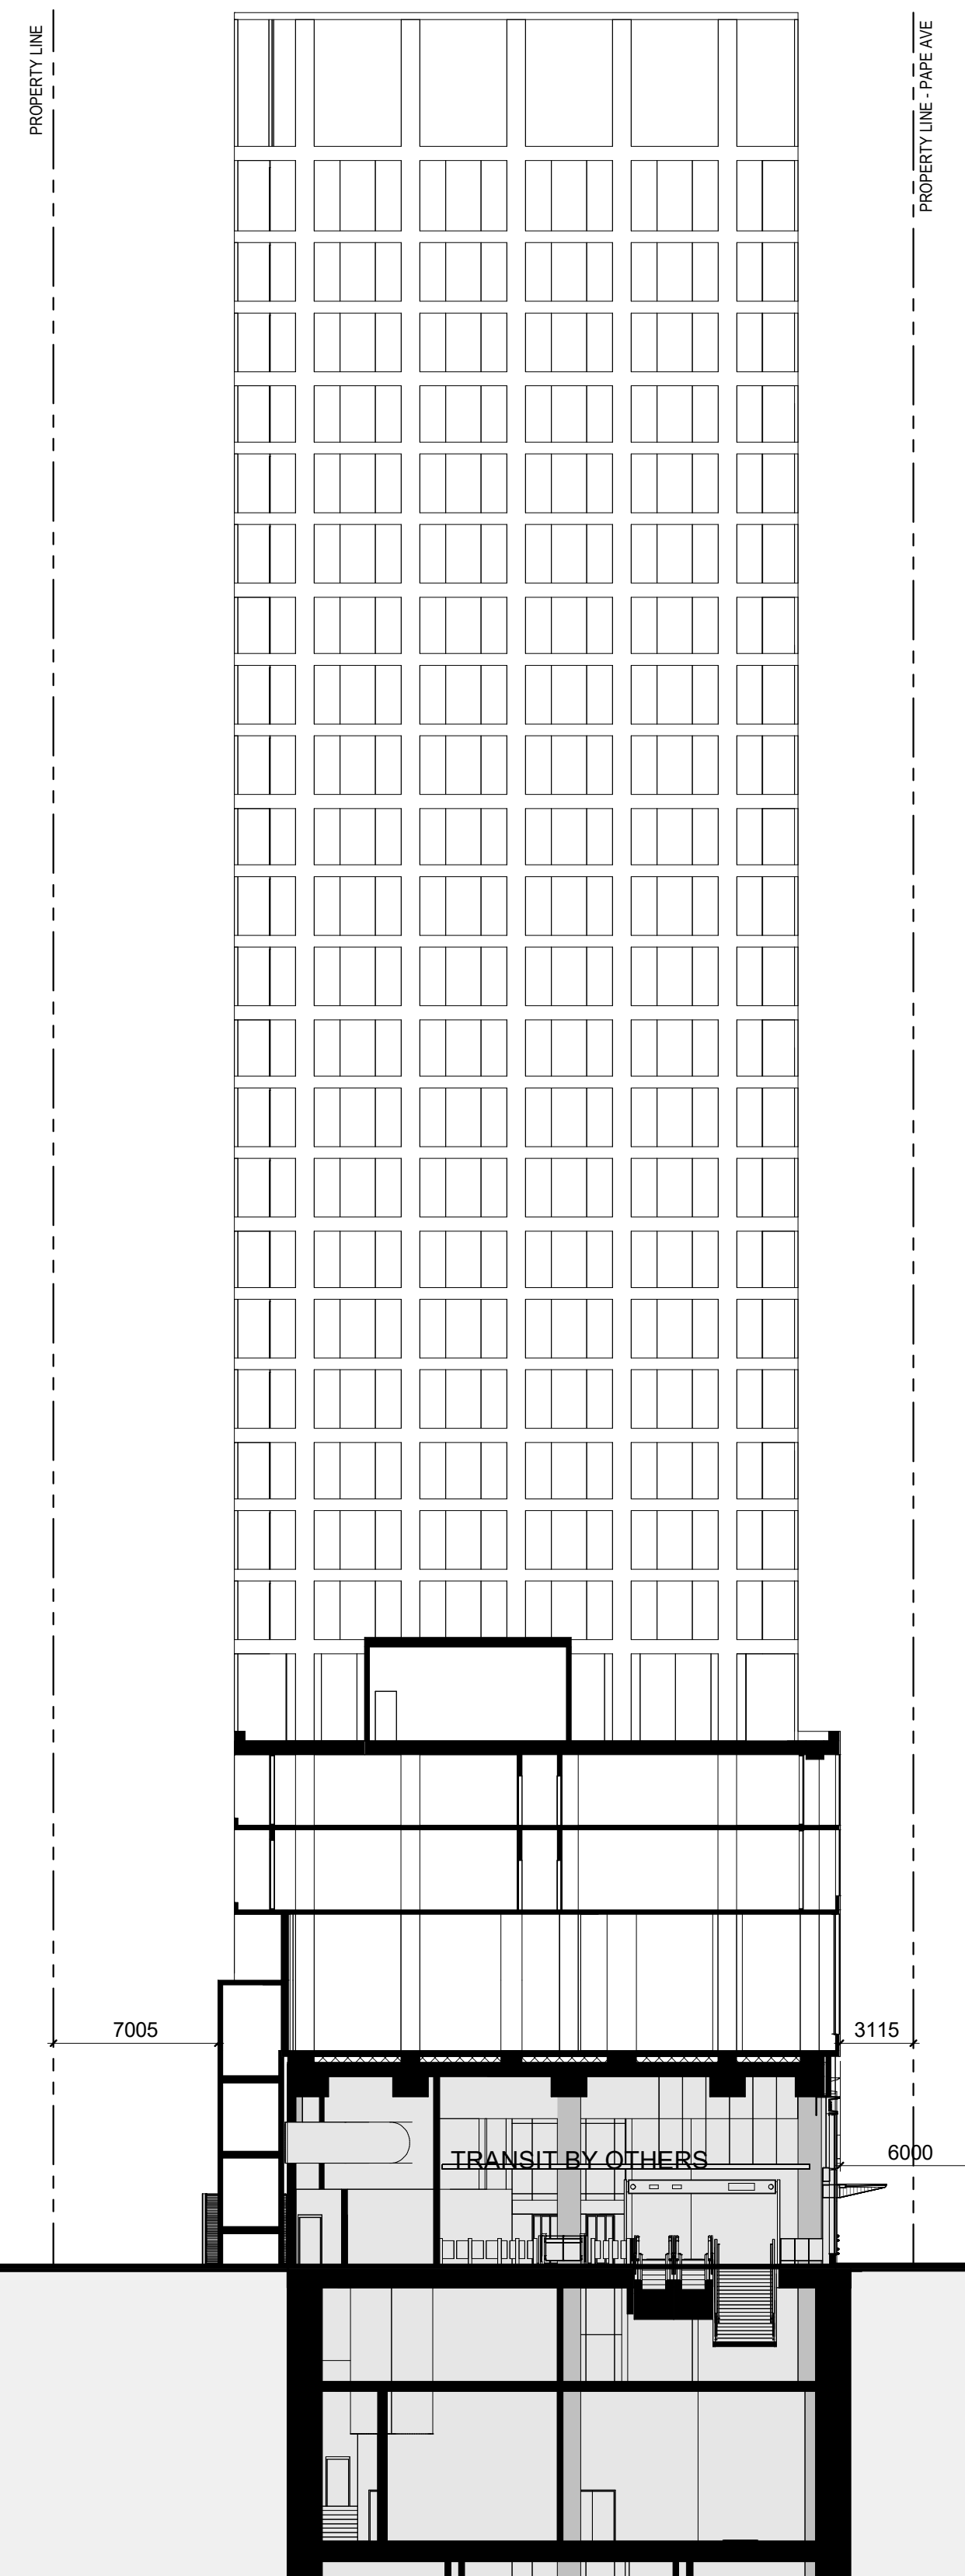 PROPERTY LINE
PROPERTY LINE - PAPE AVE
7005
3115
TRANSIT BY OTHERS
6000